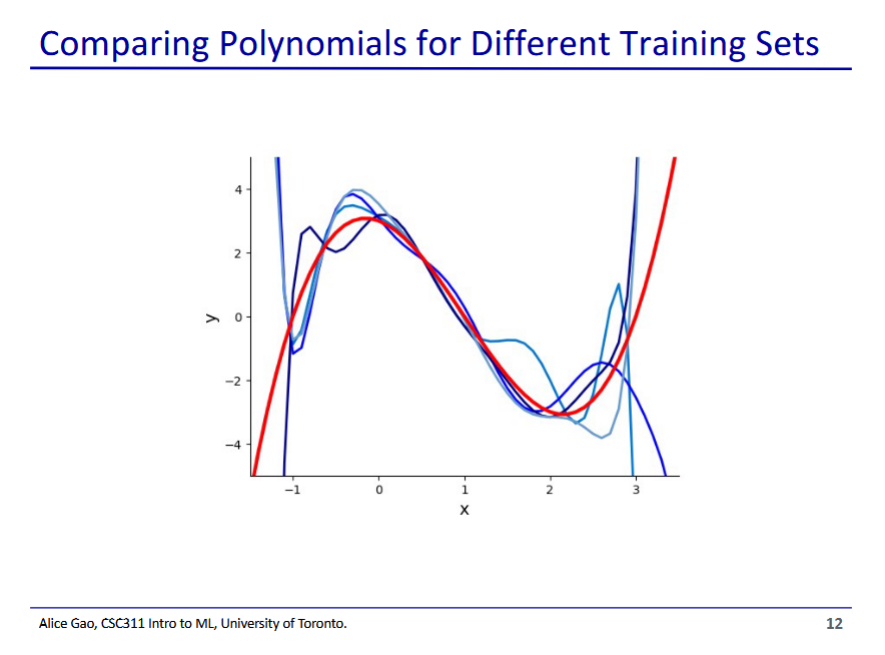 Comparing Polynomials for Different Training Sets
4
2
0
−2
−4
y
−1 0 1 2 3
x
Alice Gao, CSC311 Intro to ML, University of Toronto. 12